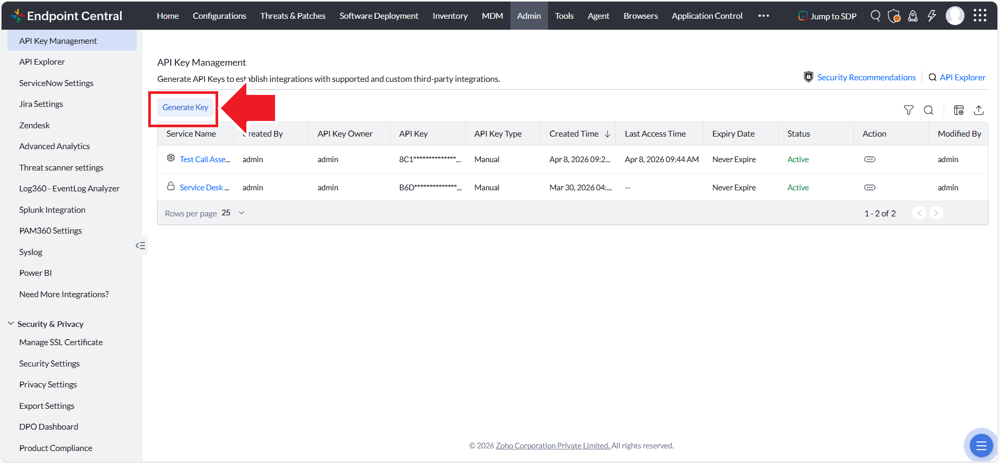 Endpoint Central Home Configurations Threats & Patches Software Deployment Inventory MDM Admin Tools Agent Browsers Application Control ••• Jump to SDP
API Key Management
API Explorer
ServiceNow Settings
Jira Settings
Zendesk
Advanced Analytics
Threat scanner settings
Log360 - EventLog Analyzer
Splunk Integration
PAM360 Settings
Syslog
Power BI
Need More Integrations?
Security & Privacy
Manage SSL Certificate
Security Settings
Privacy Settings
Export Settings
DPO Dashboard
Product Compliance
API Key Management
Generate API Keys to establish integrations with supported and custom third-party integrations.
Security Recommendations API Explorer
Generate Key
Service Name reated By API Key Owner API Key API Key Type Created Time Last Access Time Expiry Date Status Action Modified By
Test Call Asse... admin admin 8C1**************... Manual Apr 8, 2026 09:2... Apr 8, 2026 09:44 AM Never Expire Active admin
Service Desk ... admin admin B6D**************... Manual Mar 30, 2026 04:... -- Never Expire Active admin
Rows per page 25 1 - 2 of 2
© 2026 Zoho Corporation Private Limited. All rights reserved.